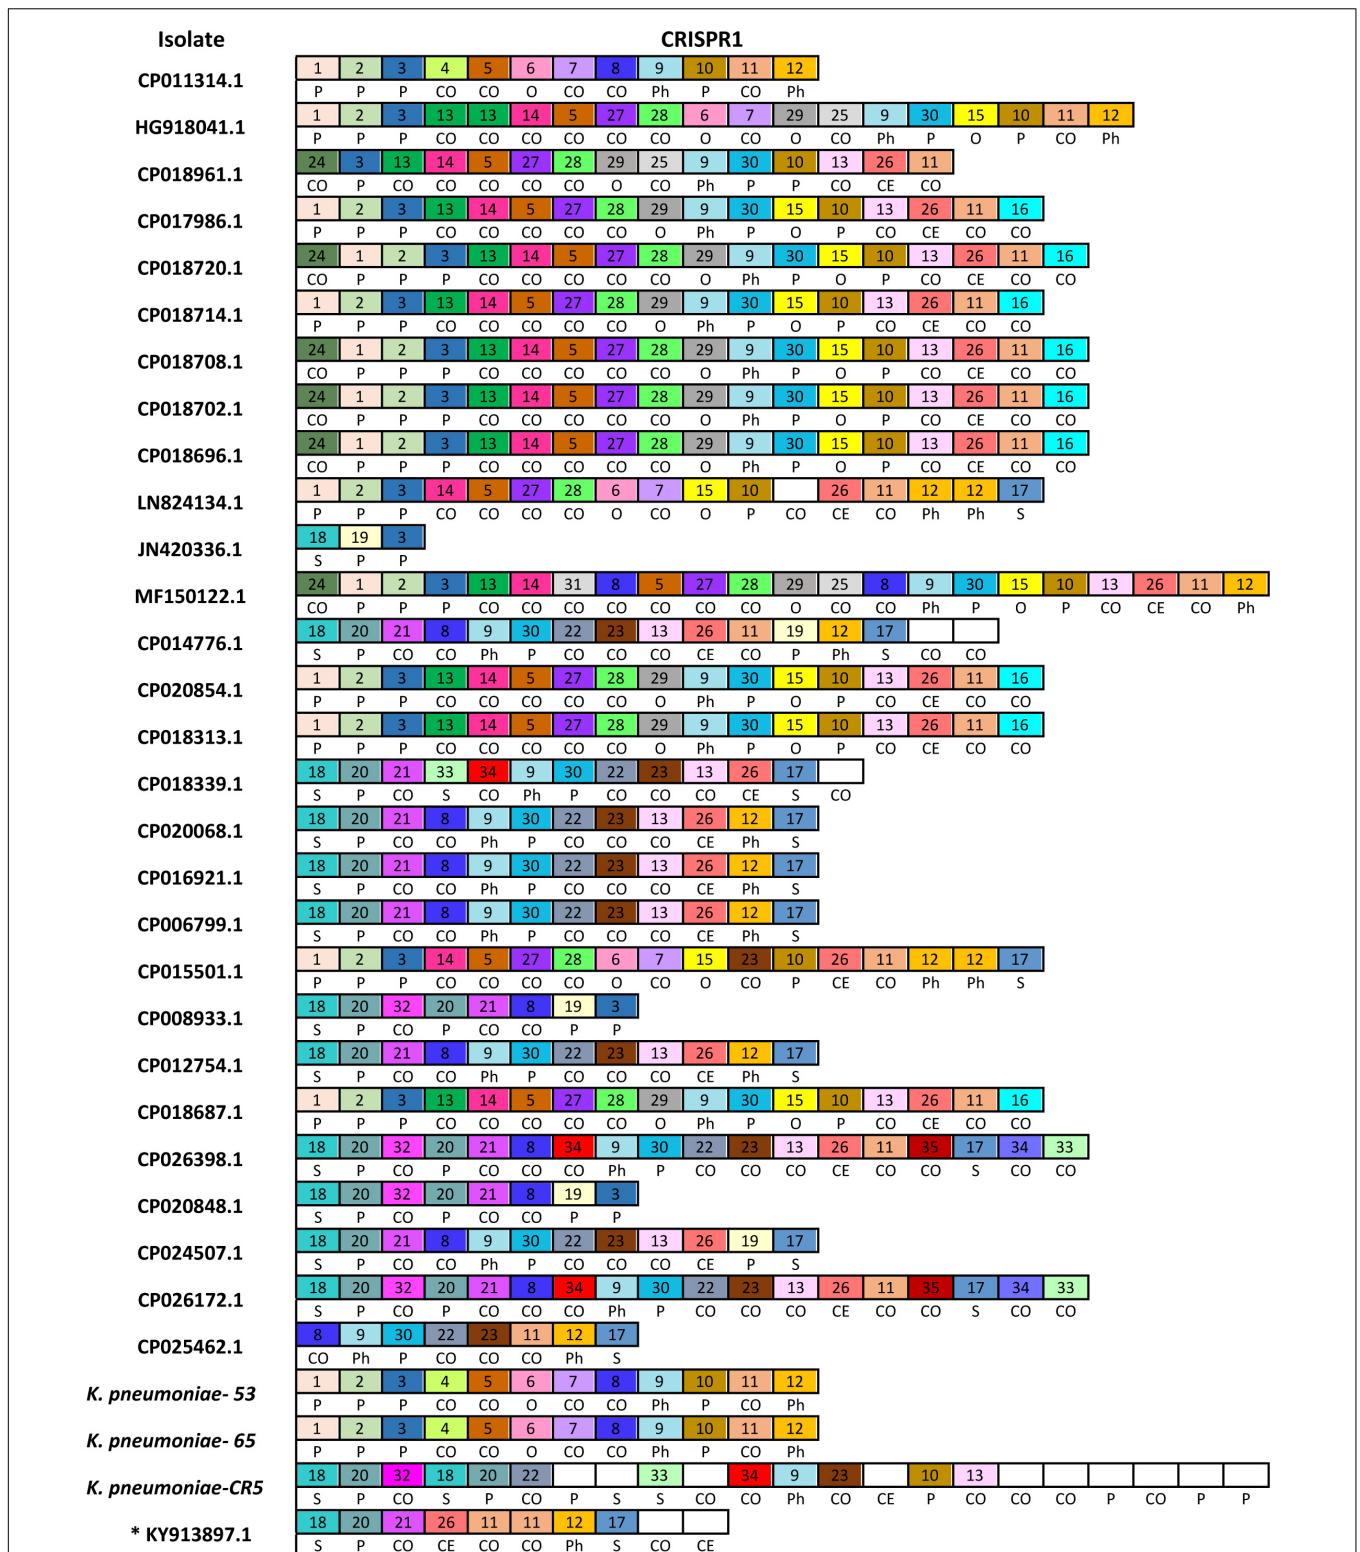 Isolate CRISPR1
CP011314.1 1 2 3 4 5 6 7 8 9 10 11 12
P P P CO CO O CO CO Ph P CO Ph
HG918041.1 1 2 3 13 13 14 5 27 28 6 7 29 25 9 30 15 10 11 12
P P P CO CO CO CO CO CO O CO O CO Ph P O P CO Ph
CP018961.1 24 3 13 14 5 27 28 29 25 9 30 10 13 26 11
CO P CO CO CO CO CO O CO Ph P P CO CE CO
CP017986.1 1 2 3 13 14 5 27 28 29 9 30 15 10 13 26 11 16
P P P CO CO CO CO CO O Ph P O P CO CE CO CO
CP018720.1 24 1 2 3 13 14 5 27 28 29 9 30 15 10 13 26 11 16
CO P P P CO CO CO CO CO O Ph P O P CO CE CO CO
CP018714.1 1 2 3 13 14 5 27 28 29 9 30 15 10 13 26 11 16
P P P CO CO CO CO CO O Ph P O P CO CE CO CO
CP018708.1 24 1 2 3 13 14 5 27 28 29 9 30 15 10 13 26 11 16
CO P P P CO CO CO CO CO O Ph P O P CO CE CO CO
CP018702.1 24 1 2 3 13 14 5 27 28 29 9 30 15 10 13 26 11 16
CO P P P CO CO CO CO CO O Ph P O P CO CE CO CO
CP018696.1 24 1 2 3 13 14 5 27 28 29 9 30 15 10 13 26 11 16
CO P P P CO CO CO CO CO O Ph P O P CO CE CO CO
LN824134.1 1 2 3 14 5 27 28 6 7 15 10 26 11 12 12 17
P P P CO CO CO CO O CO O P CO CE CO Ph Ph S
JN420336.1 18 19 3
S P P
MF150122.1 24 1 2 3 13 14 31 8 5 27 28 29 25 8 9 30 15 10 13 26 11 12
CO P P P CO CO CO CO CO CO CO O CO CO Ph P O P CO CE CO Ph
CP014776.1 18 20 21 8 9 30 22 23 13 26 11 19 12 17
S P CO CO Ph P CO CO CO CE CO P Ph S CO CO
CP020854.1 1 2 3 13 14 5 27 28 29 9 30 15 10 13 26 11 16
P P P CO CO CO CO CO O Ph P O P CO CE CO CO
CP018313.1 1 2 3 13 14 5 27 28 29 9 30 15 10 13 26 11 16
P P P CO CO CO CO CO O Ph P O P CO CE CO CO
CP018339.1 18 20 21 33 34 9 30 22 23 13 26 17
S P CO S CO Ph P CO CO CO CE S CO
CP020068.1 18 20 21 8 9 30 22 23 13 26 12 17
S P CO CO Ph P CO CO CO CE Ph S
CP016921.1 18 20 21 8 9 30 22 23 13 26 12 17
S P CO CO Ph P CO CO CO CE Ph S
CP006799.1 18 20 21 8 9 30 22 23 13 26 12 17
S P CO CO Ph P CO CO CO CE Ph S
CP015501.1 1 2 3 14 5 27 28 6 7 15 23 10 26 11 12 12 17
P P P CO CO CO CO O CO O CO P CE CO Ph Ph S
CP008933.1 18 20 32 20 21 8 19 3
S P CO P CO CO P P
CP012754.1 18 20 21 8 9 30 22 23 13 26 12 17
S P CO CO Ph P CO CO CO CE Ph S
CP018687.1 1 2 3 13 14 5 27 28 29 9 30 15 10 13 26 11 16
P P P CO CO CO CO CO O Ph P O P CO CE CO CO
CP026398.1 18 20 32 20 21 8 34 9 30 22 23 13 26 11 35 17 34 33
S P CO P CO CO CO Ph P CO CO CO CE CO CO S CO CO
CP020848.1 18 20 32 20 21 8 19 3
S P CO P CO CO P P
CP024507.1 18 20 21 8 9 30 22 23 13 26 19 17
S P CO CO Ph P CO CO CO CE P S
CP026172.1 18 20 32 20 21 8 34 9 30 22 23 13 26 11 35 17 34 33
S P CO P CO CO CO Ph P CO CO CO CE CO CO S CO CO
CP025462.1 8 9 30 22 23 11 12 17
CO Ph P CO CO CO Ph S
K. pneumoniae- 53 1 2 3 4 5 6 7 8 9 10 11 12
P P P CO CO O CO CO Ph P CO Ph
K. pneumoniae- 65 1 2 3 4 5 6 7 8 9 10 11 12
P P P CO CO O CO CO Ph P CO Ph
K. pneumoniae-CR5 18 20 32 18 20 22 33 34 9 23 10 13
S P CO S P CO P S S CO CO Ph CO CE P CO CO CO P CO P P
* KY913897.1 18 20 21 26 11 11 12 17
S P CO CE CO CO Ph S CO CE